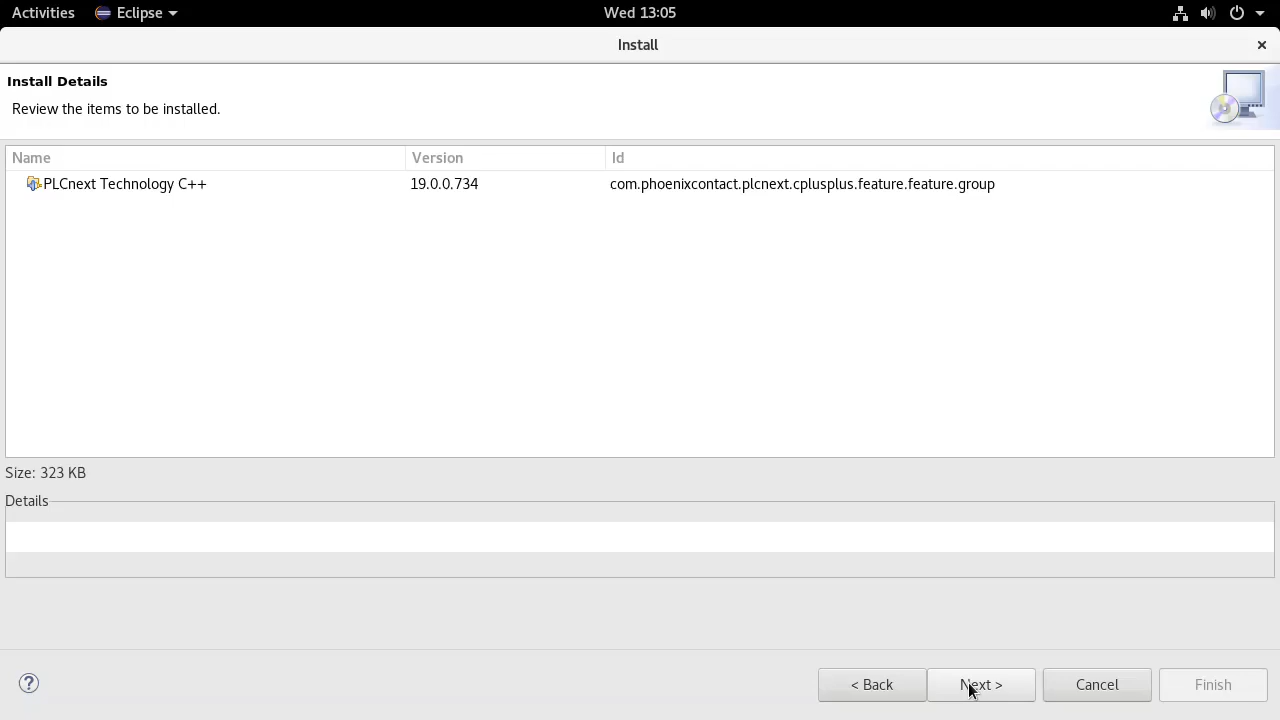 Activities Eclipse Wed 13:05
Install
Install Details
Review the items to be installed.
Name Version Id
PLCnext Technology C++ 19.0.0.734 com.phoenixcontact.plcnext.cplusplus.feature.feature.group
Size: 323 KB
Details
< Back Next > Cancel Finish